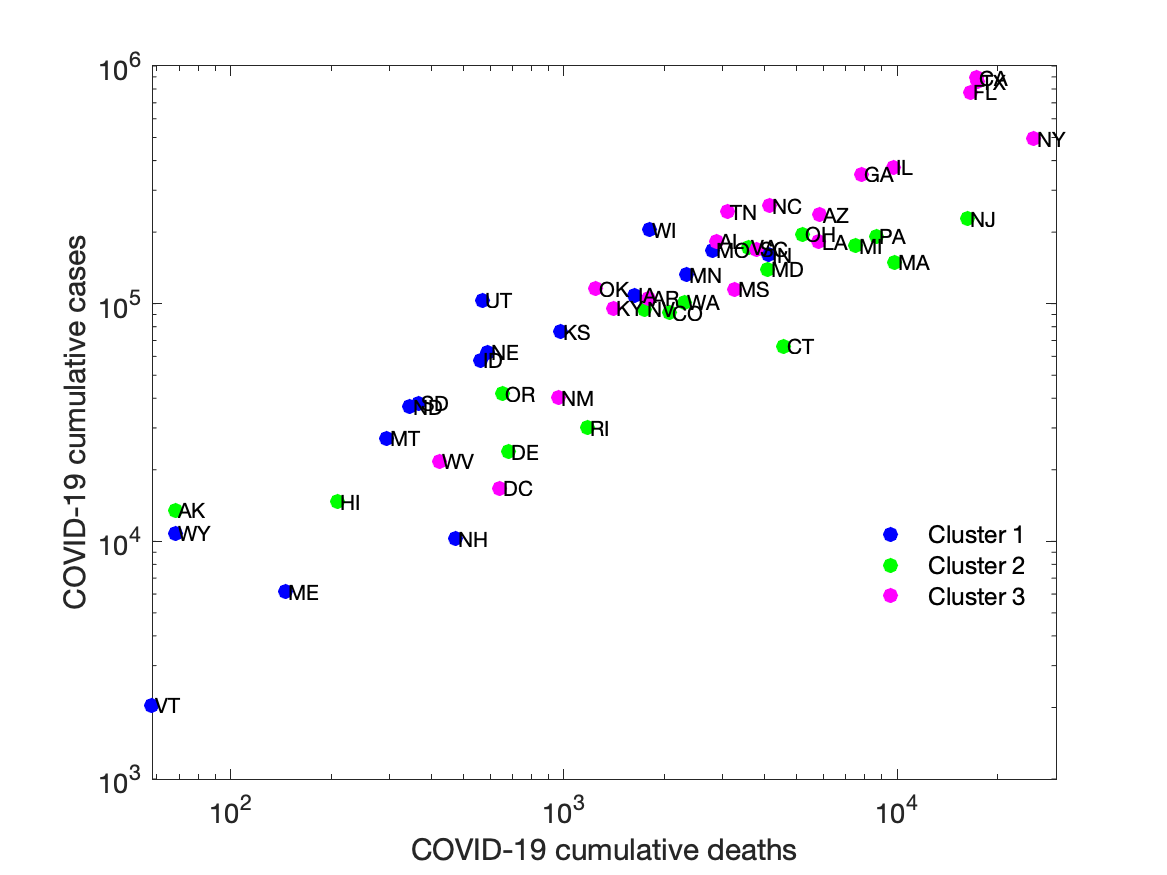 10^6
CA
TX
FL
NY
IL
GA
TN
NC
AZ
NJ
WI
OH
PA
AL
LA
MI
VA
SC
MO
IN
MA
MD
MN
OK
MS
IA
AR
UT
WA
10^5
KY
NV
CO
KS
CT
NE
ID
OR
NM
SD
ND
RI
MT
DE
WV
DC
HI
AK
WY
Cluster 1
10^4
NH
Cluster 2
ME
Cluster 3
VT
10^3
10^2
10^3
10^4
COVID-19 cumulative deaths
COVID-19 cumulative cases